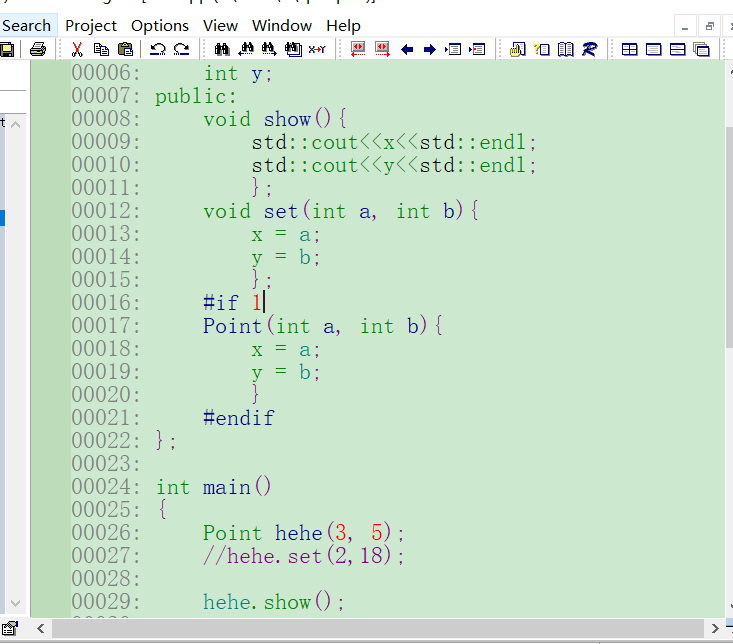 Search Project Options View Window Help
00006: int y;
00007: public:
00008: void show(){
00009: std::cout<<x<<std::endl;
00010: std::cout<<y<<std::endl;
00011: };
00012: void set(int a, int b){
00013: x = a;
00014: y = b;
00015: };
00016: #if 1
00017: Point(int a, int b){
00018: x = a;
00019: y = b;
00020: }
00021: #endif
00022: };
00023:
00024: int main()
00025: {
00026: Point hehe(3, 5);
00027: //hehe.set(2,18);
00028:
00029: hehe.show();